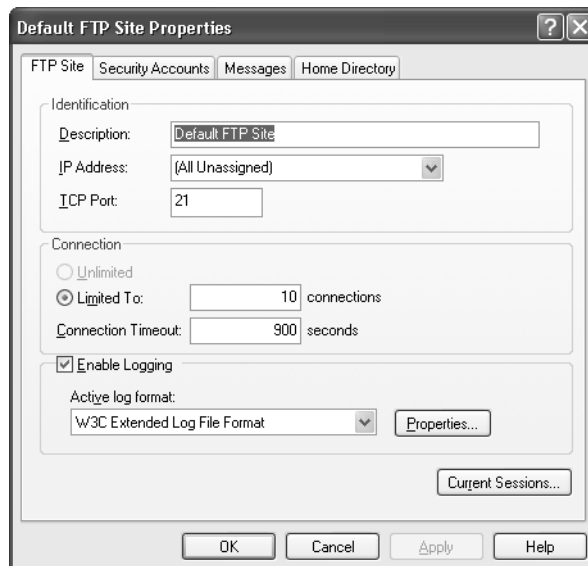 Default FTP Site Properties
FTP Site Security Accounts Messages Home Directory
Identification
Description: Default FTP Site
IP Address: (All Unassigned)
TCP Port: 21
Connection
Unlimited
Limited To: 10 connections
Connection Timeout: 900 seconds
Enable Logging
Active log format:
W3C Extended Log File Format Properties...
Current Sessions...
OK Cancel Apply Help